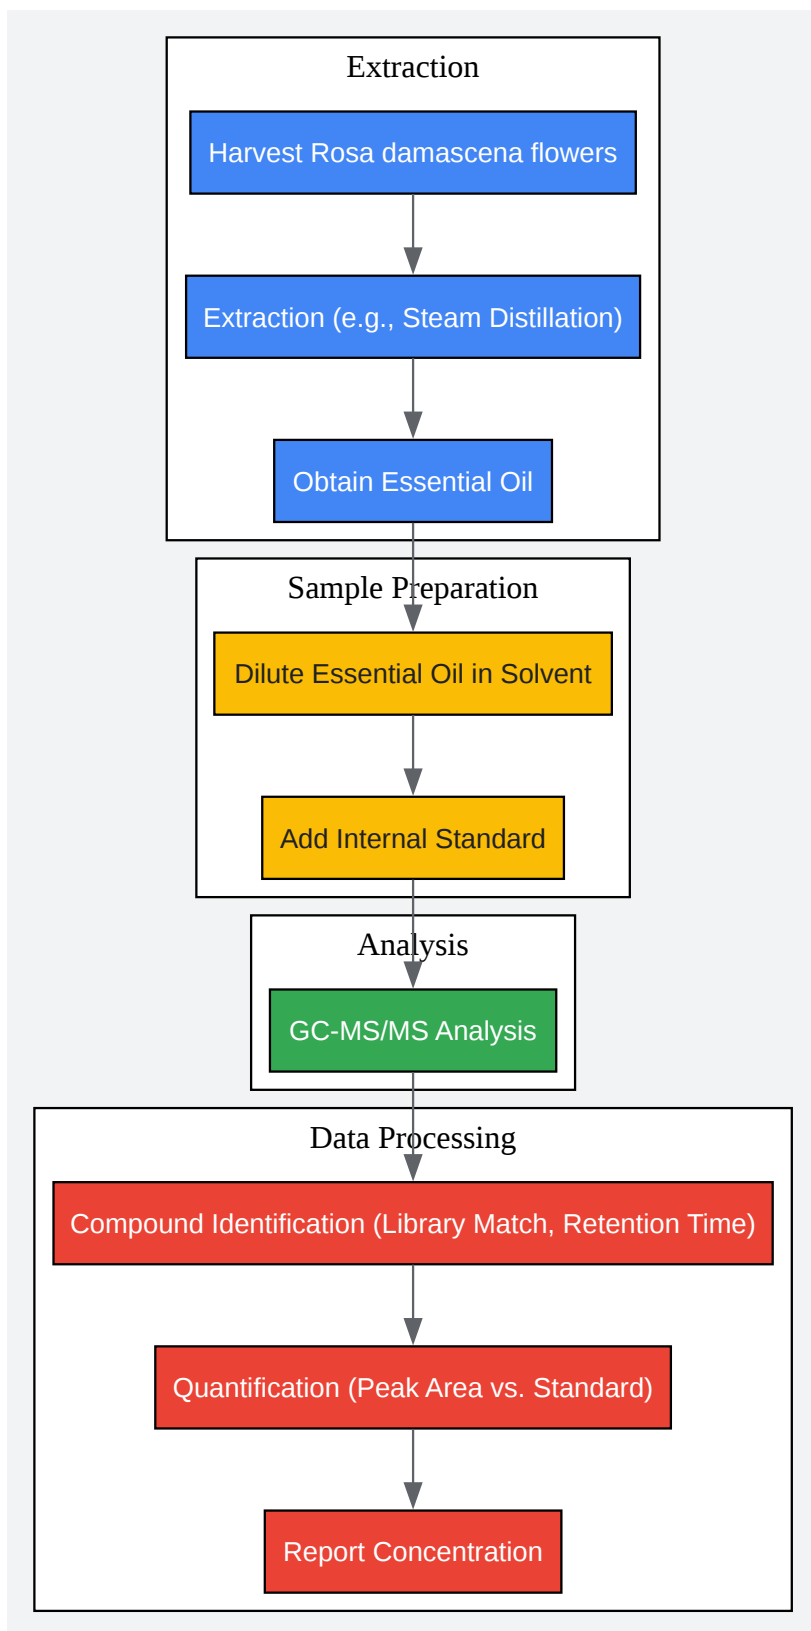 Extraction
Harvest Rosa damascena flowers
Extraction (e.g., Steam Distillation)
Obtain Essential Oil
Sample Preparation
Dilute Essential Oil in Solvent
Add Internal Standard
Analysis
GC-MS/MS Analysis
Data Processing
Compound Identification (Library Match, Retention Time)
Quantification (Peak Area vs. Standard)
Report Concentration